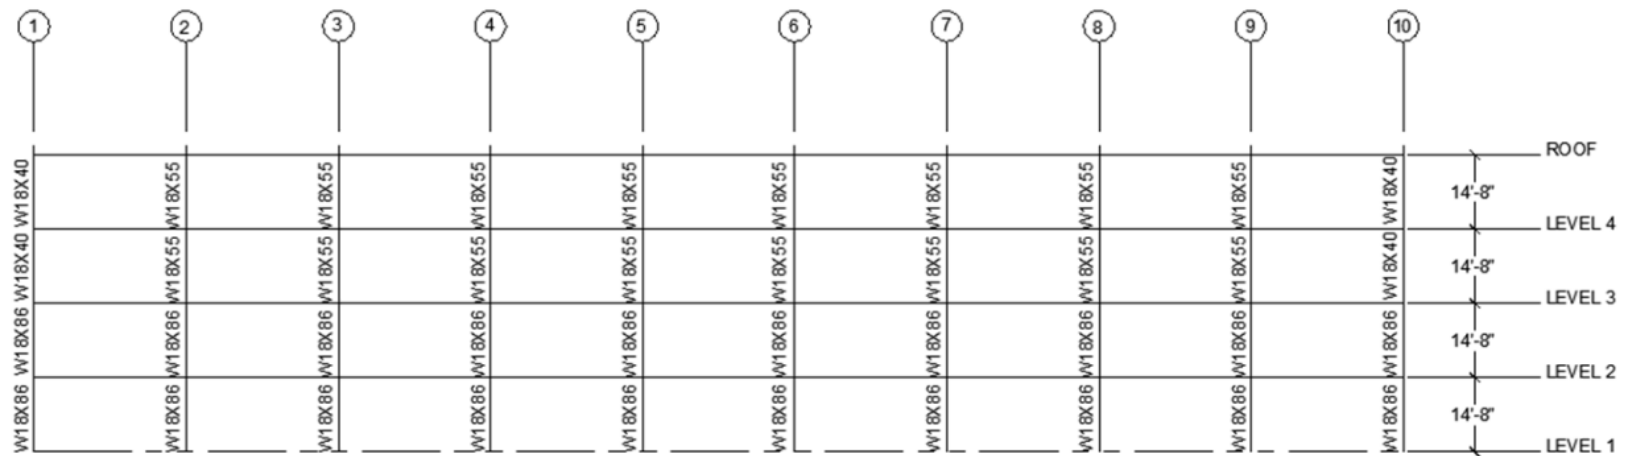 1 2 3 4 5 6 7 8 9 10
ROOF
W18X40 W18X55 W18X55 W18X55 W18X55 W18X55 W18X55 W18X55 W18X55 W18X40 14'-8"
LEVEL 4
W18X40 W18X55 W18X55 W18X55 W18X55 W18X55 W18X55 W18X55 W18X55 W18X40 14'-8"
LEVEL 3
W18X86 W18X86 W18X86 W18X86 W18X86 W18X86 W18X86 W18X86 W18X86 W18X86 14'-8"
LEVEL 2
W18X86 W18X86 W18X86 W18X86 W18X86 W18X86 W18X86 W18X86 W18X86 W18X86 14'-8"
LEVEL 1